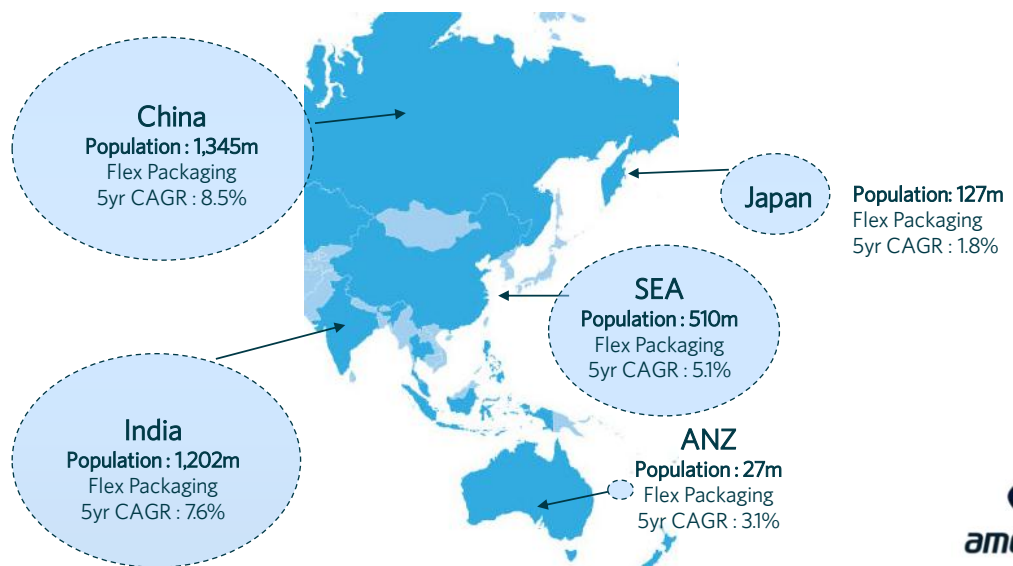 China
Population : 1,345m
Flex Packaging
5yr CAGR : 8.5%
Japan
Population: 127m
Flex Packaging
5yr CAGR : 1.8%
SEA
Population : 510m
Flex Packaging
5yr CAGR : 5.1%
India
Population : 1,202m
Flex Packaging
5yr CAGR : 7.6%
ANZ
Population : 27m
Flex Packaging
5yr CAGR : 3.1%